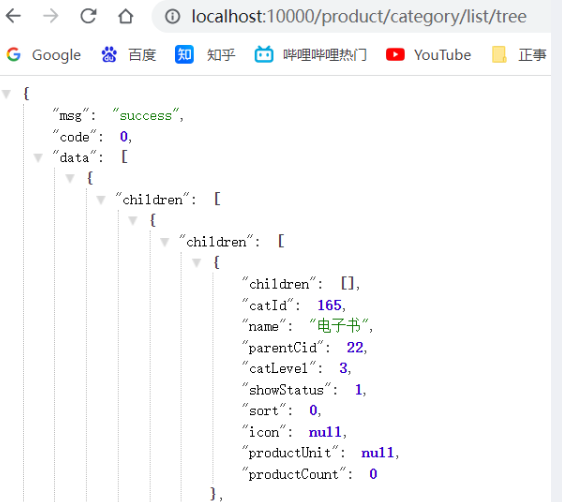 localhost:10000/product/category/list/tree
Google 百度 知 知乎 哔哩哔哩热门 YouTube 正事
{
"msg": "success",
"code": 0,
"data": [
{
"children": [
{
"children": [
{
"children": [],
"catId": 165,
"name": "电子书",
"parentCid": 22,
"catLevel": 3,
"showStatus": 1,
"sort": 0,
"icon": null,
"productUnit": null,
"productCount": 0
},